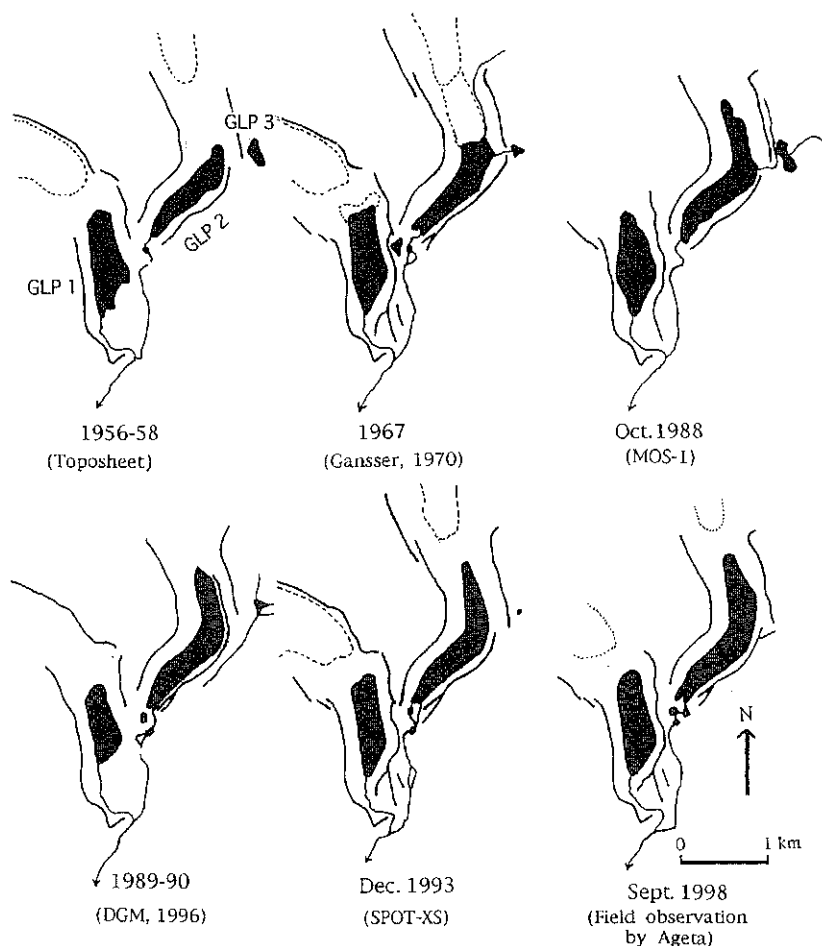 GLP 3
GLP 2
GLP 1
1956-58
(Toposheet)
1967
(Gansser, 1970)
Oct. 1988
(MOS-1)
1989-90
(DGM, 1996)
Dec. 1993
(SPOT-XS)
N
0 1 km
Sept. 1998
(Field observation
by Ageta)